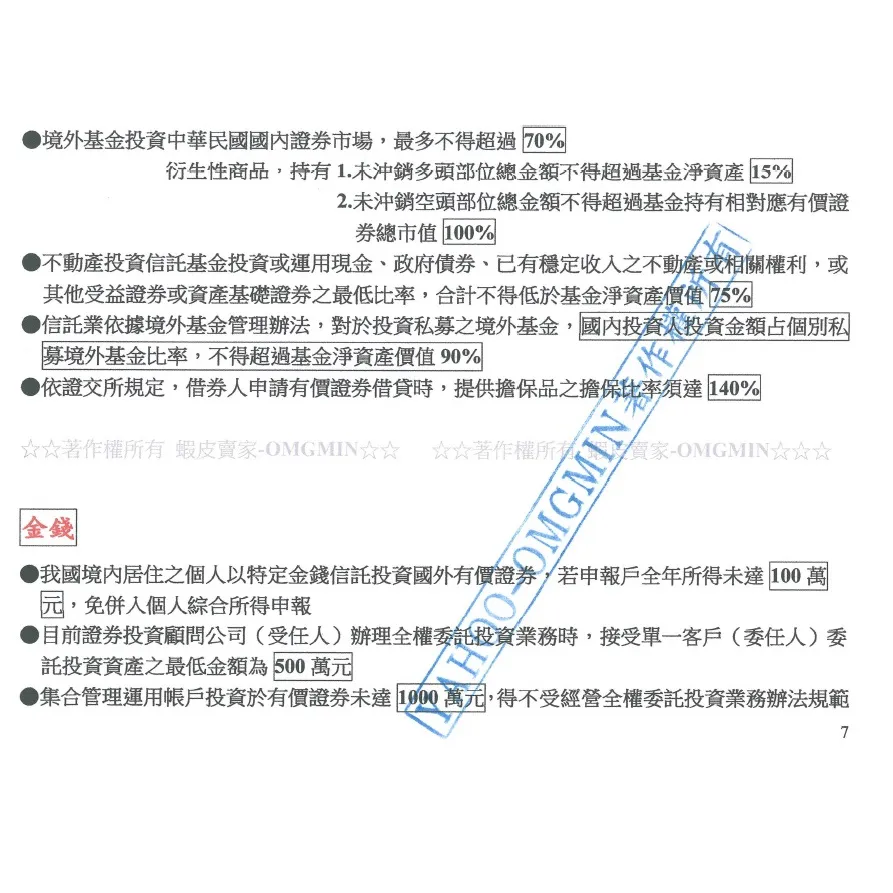 ●境外基金投資中華民國國內證券市場，最多不得超過 70%
衍生性商品，持有 1.未沖銷多頭部位總金額不得超過基金淨資產 15%
2.未沖銷空頭部位總金額不得超過基金持有相對應有價證
券總市值 100%
●不動產投資信託基金投資或運用現金、政府債券、已有穩定收入之不動產或相關權利，或
其他受益證券或資產基礎證券之最低比率，合計不得低於基金淨資產價值 75%
●信託業依據境外基金管理辦法，對於投資私募之境外基金，國內投資人投資金額占個別私
募境外基金比率，不得超過基金淨資產價值 90%
●依證交所規定，借券人申請有價證券借貸時，提供擔保品之擔保比率須達 140%
☆☆著作權所有 蝦皮賣家-OMGMIN☆☆ ☆☆著作權所有 蝦皮賣家-OMGMIN☆☆☆
YAHOO-OMGMIN著作權所有
金錢
●我國境內居住之個人以特定金錢信託投資國外有價證券，若申報戶全年所得未達 100 萬
元，免併入個人綜合所得申報
●目前證券投資顧問公司（受任人）辦理全權委託投資業務時，接受單一客戶（委任人）委
託投資資產之最低金額為 500 萬元
●集合管理運用帳戶投資於有價證券未達 1000 萬元，得不受經營全權委託投資業務辦法規範
7